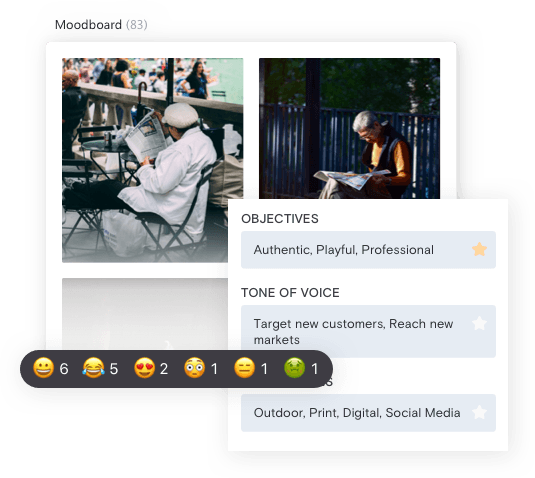 Moodboard (83)
OBJECTIVES
Authentic, Playful, Professional
TONE OF VOICE
Target new customers, Reach new
markets
😀 6 😂 5 😍 2 😳 1 😑 1 🤢 1
Outdoor, Print, Digital, Social Media